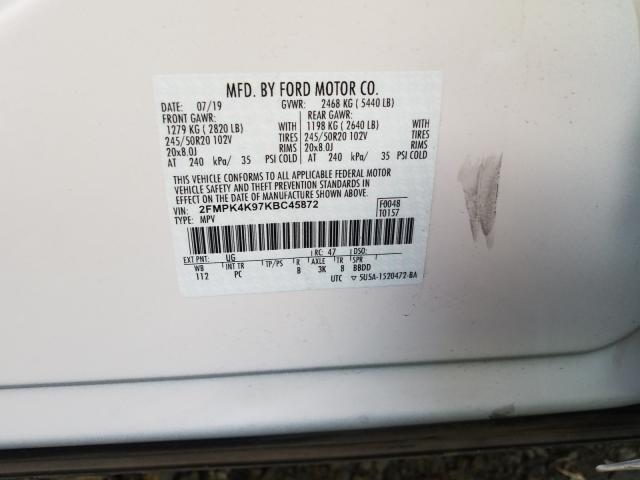 MFD. BY FORD MOTOR CO.
DATE: 07/19 GVWR: 2468 KG ( 5440 LB)
FRONT GAWR: REAR GAWR:
1279 KG ( 2820 LB) WITH 1198 KG ( 2640 LB) WITH
245/50R20 102V TIRES 245/50R20 102V TIRES
20x8.0J RIMS 20x8.0J RIMS
AT 240 kPa/ 35 PSI COLD AT 240 kPa/ 35 PSI COLD
THIS VEHICLE CONFORMS TO ALL APPLICABLE FEDERAL MOTOR
VEHICLE SAFETY AND THEFT PREVENTION STANDARDS IN
EFFECT ON THE DATE OF MANUFACTURE SHOWN ABOVE.
VIN: 2FMPK4K97KBC45872 F0048
TYPE: MPV T0157
EXT PNT: UG RC: 47 DSO:
WB INT TR TP/PS R AXLE TR SPR
112 PC B 3K 8 BBDD
UTC ▽ 5U5A-1520472-BA